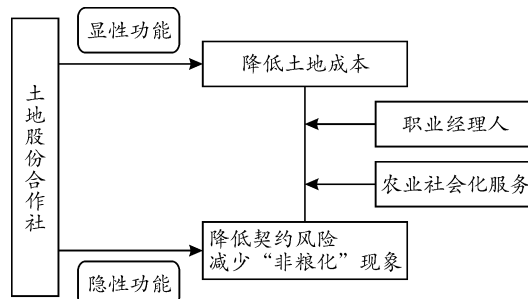 显性功能
降低土地成本
土地股份合作社
职业经理人
农业社会化服务
降低契约风险
减少“非粮化”现象
隐性功能